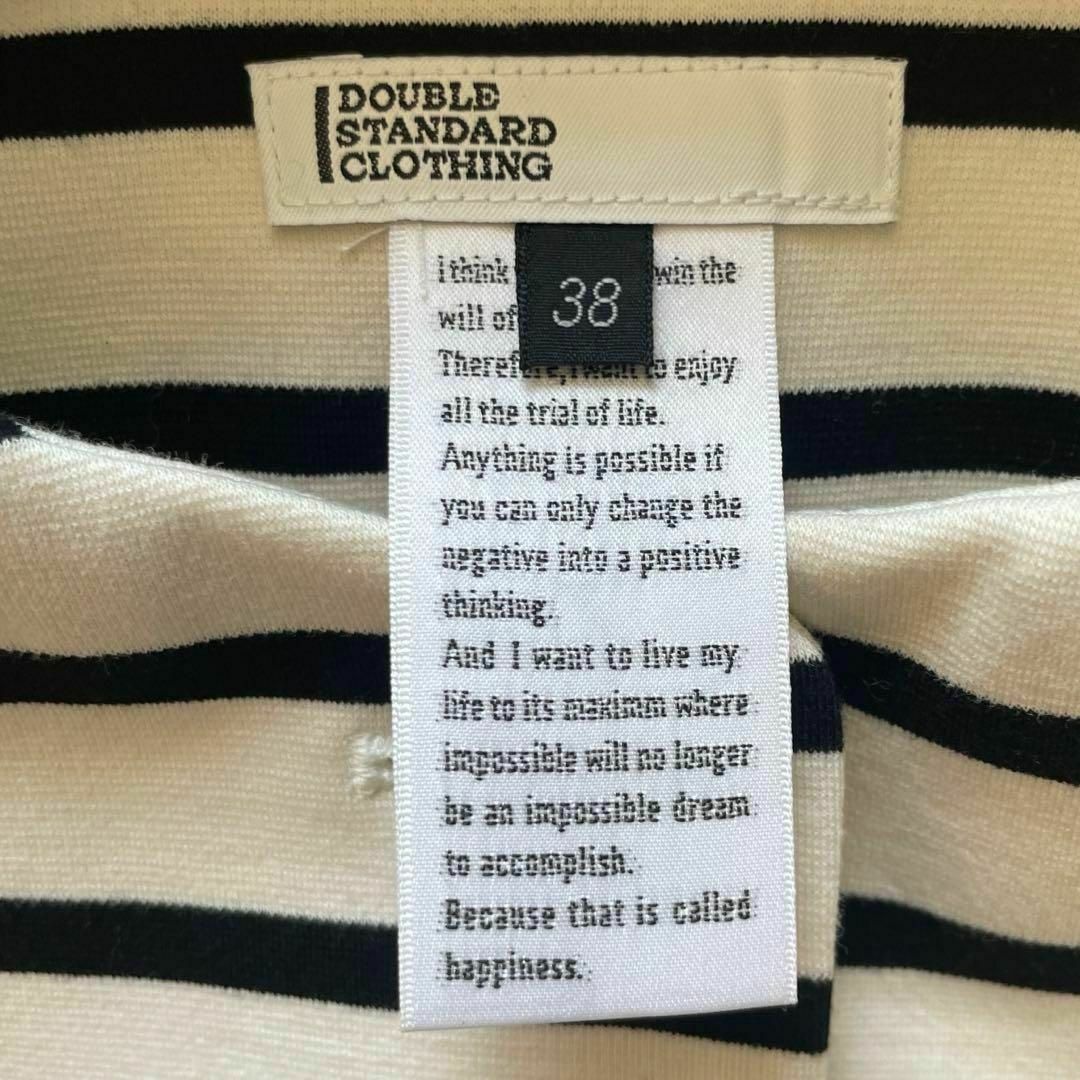 DOUBLE
STANDARD
CLOTHING
38
I think win the
will of
Therefore, I want to enjoy
all the trial of life.
Anything is possible if
you can only change the
negative into a positive
thinking.
And I want to live my
life to its maximm where
impossible will no longer
be an impossible dream
to accomplish.
Because that is called
happiness.